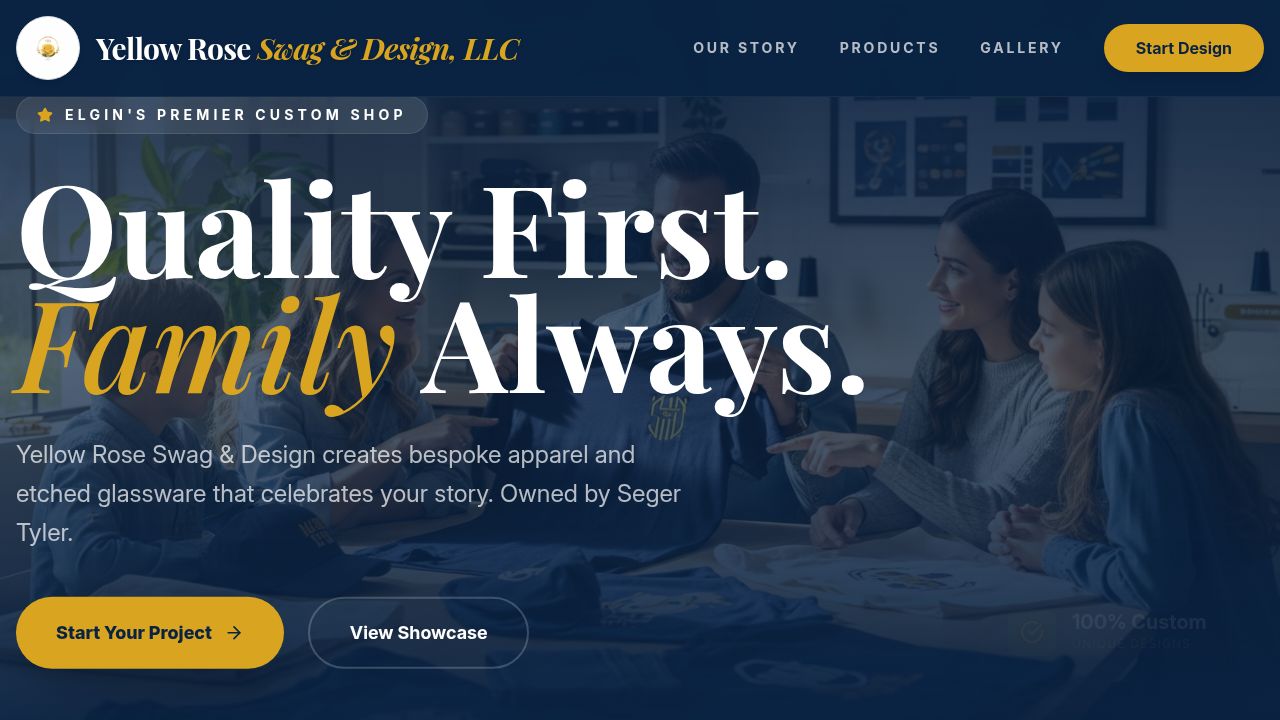 Yellow Rose Swag & Design, LLC
OUR STORY
PRODUCTS
GALLERY
Start Design
ELGIN'S PREMIER CUSTOM SHOP
Quality First.
Family Always.
Yellow Rose Swag & Design creates bespoke apparel and
etched glassware that celebrates your story. Owned by Seger
Tyler.
Start Your Project
View Showcase
100% Custom
UNIQUE DESIGNS